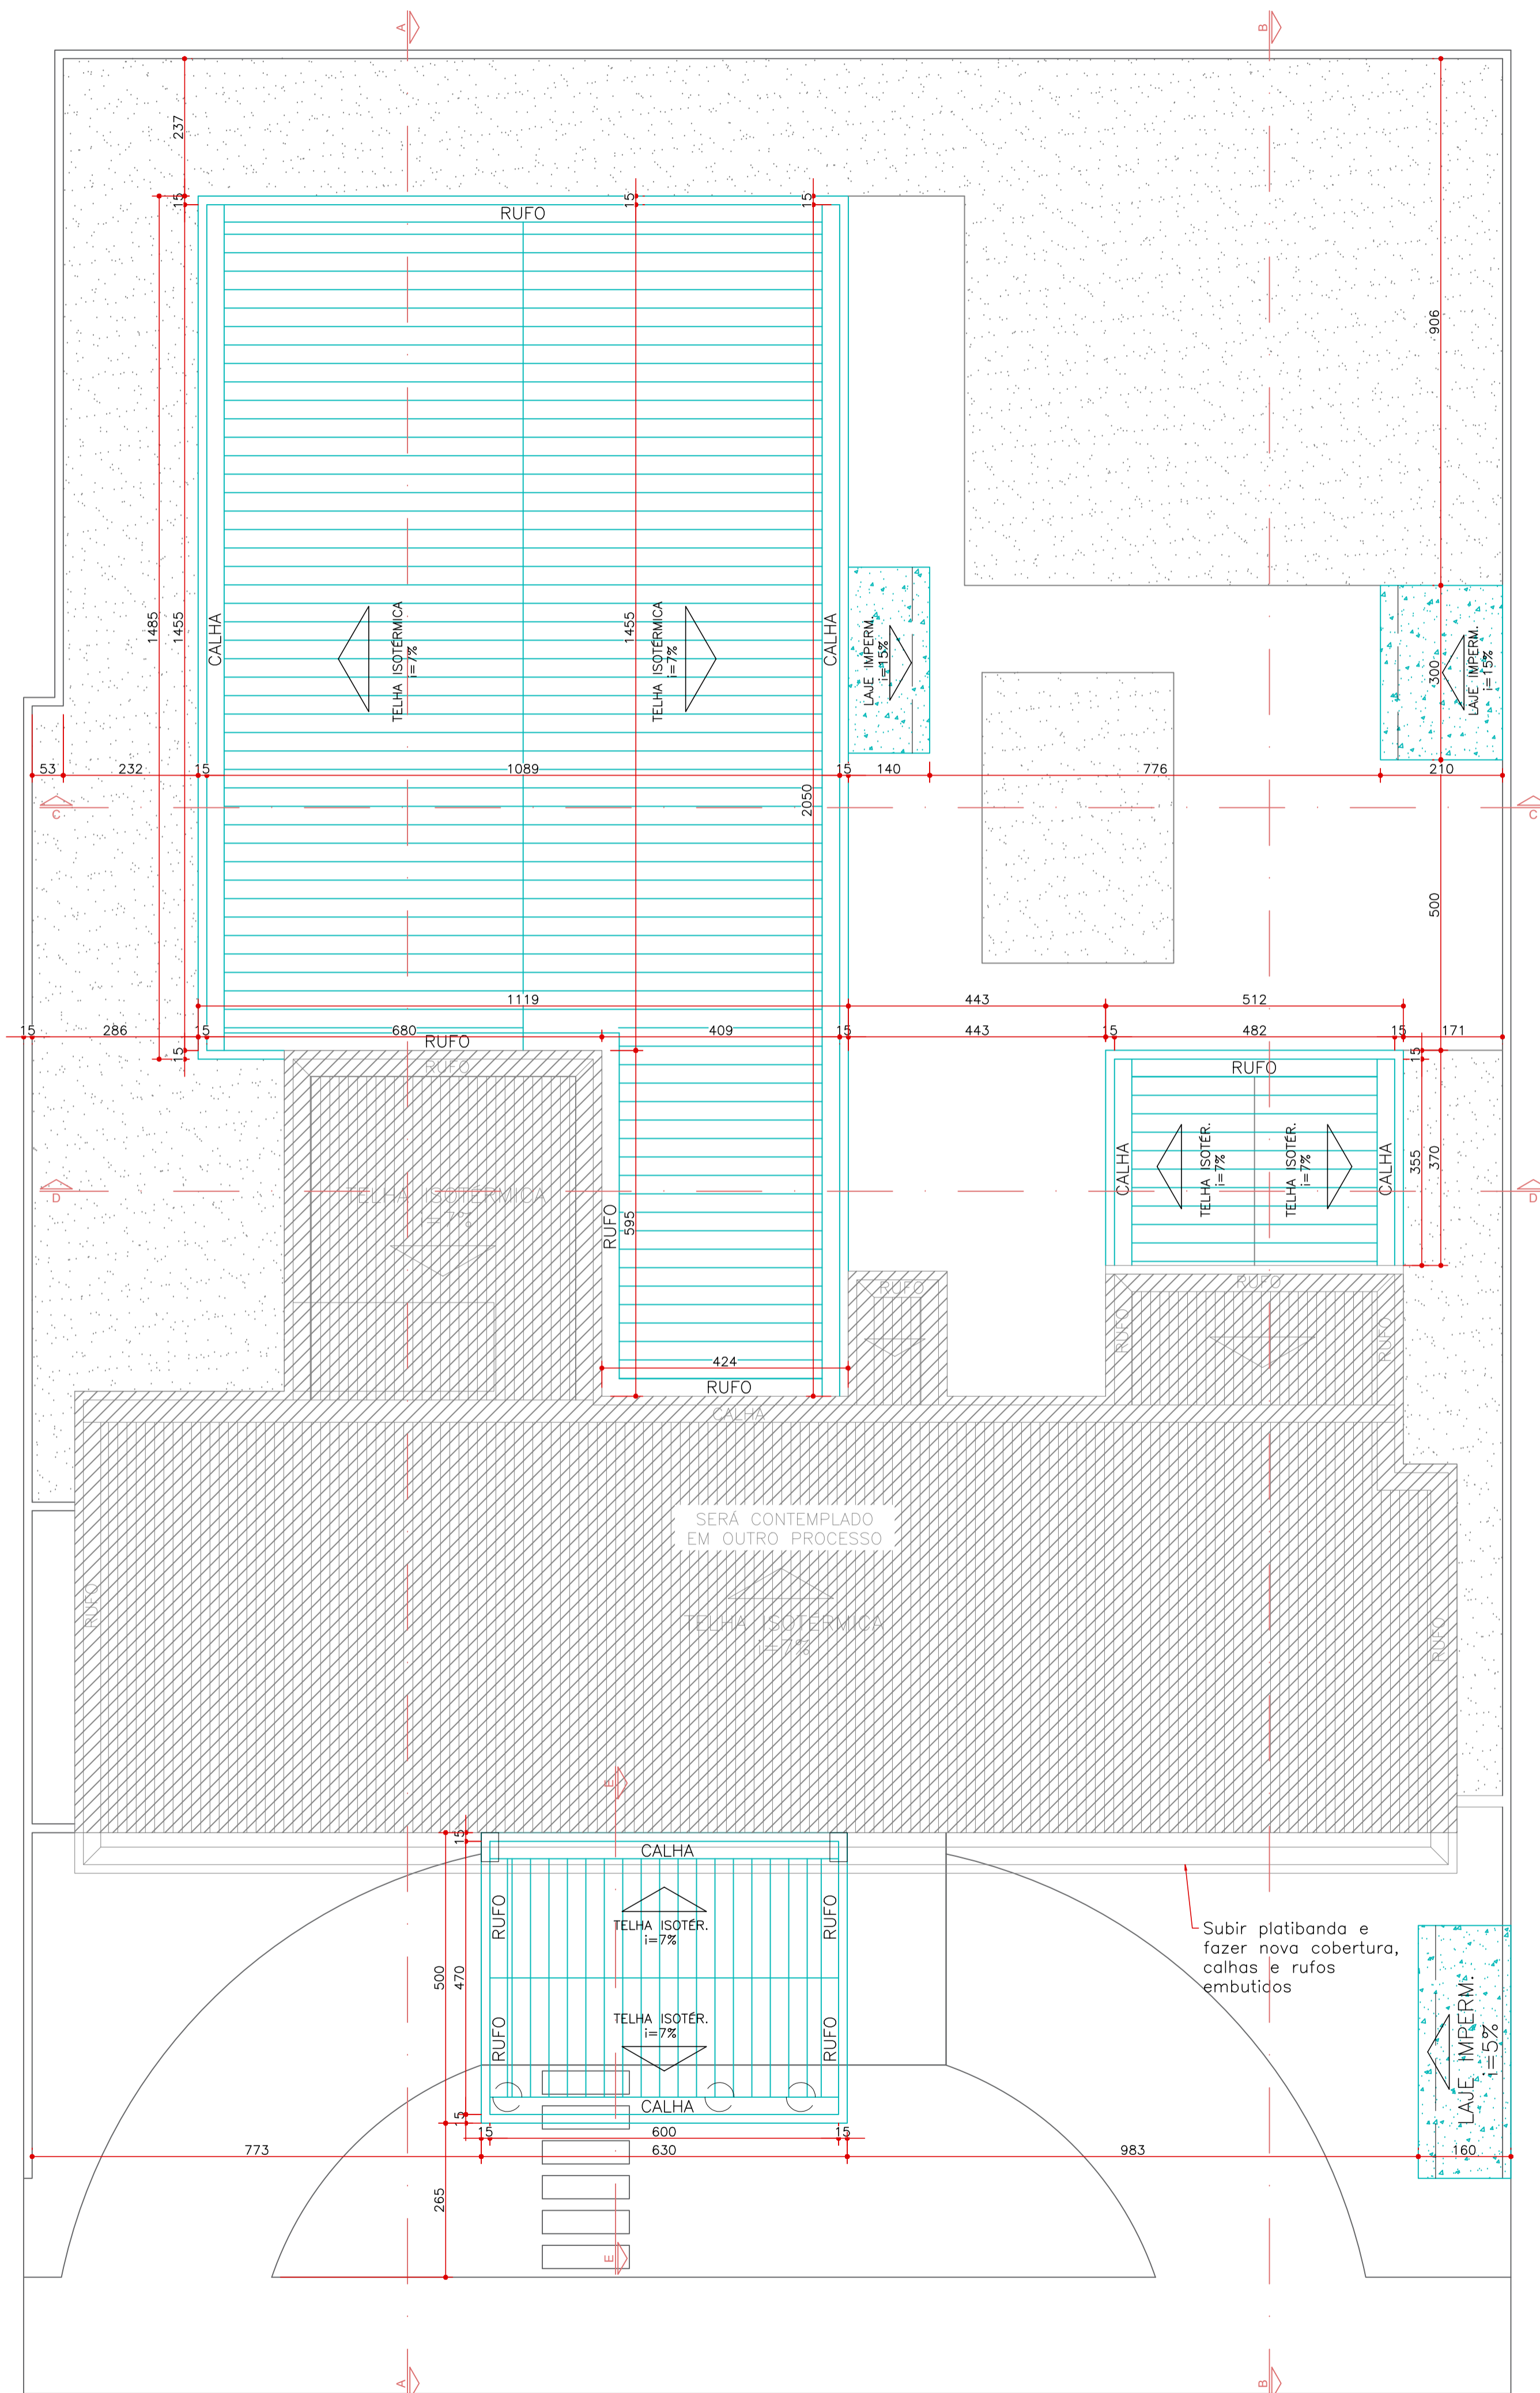 A
B
237
15
15
15
RUFO
906
1485
1455
CALHA
TELHA ISOTÉRMICA
i=7%
1455
TELHA ISOTÉRMICA
i=7%
CALHA
LAJE IMPERM.
i=15%
300
LAJE IMPERM.
i=15%
53
232
15
1089
15
140
776
210
2050
C
C
500
1119
443
512
15
286
15
680
409
15
443
15
482
15
171
RUFO
15
RUFO
15
RUFO
CALHA
TELHA ISOTÉR.
i=7%
TELHA ISOTÉR.
i=7%
CALHA
355
370
D
TELHA ISOTÉRMICA
i=7%
D
RUFO
595
RUFO
RUFO
RUFO
RUFO
424
RUFO
CALHA
SERÁ CONTEMPLADO
EM OUTRO PROCESSO
RUFO
TELHA ISOTÉRMICA
i=7%
RUFO
E
15
CALHA
RUFO
RUFO
TELHA ISOTÉR.
i=7%
Subir platibanda e
fazer nova cobertura,
calhas e rufos
embutidos
500
470
TELHA ISOTÉR.
i=7%
RUFO
RUFO
LAJE IMPERM.
i=5%
CALHA
15
15
600
15
773
630
983
160
265
E
A
B